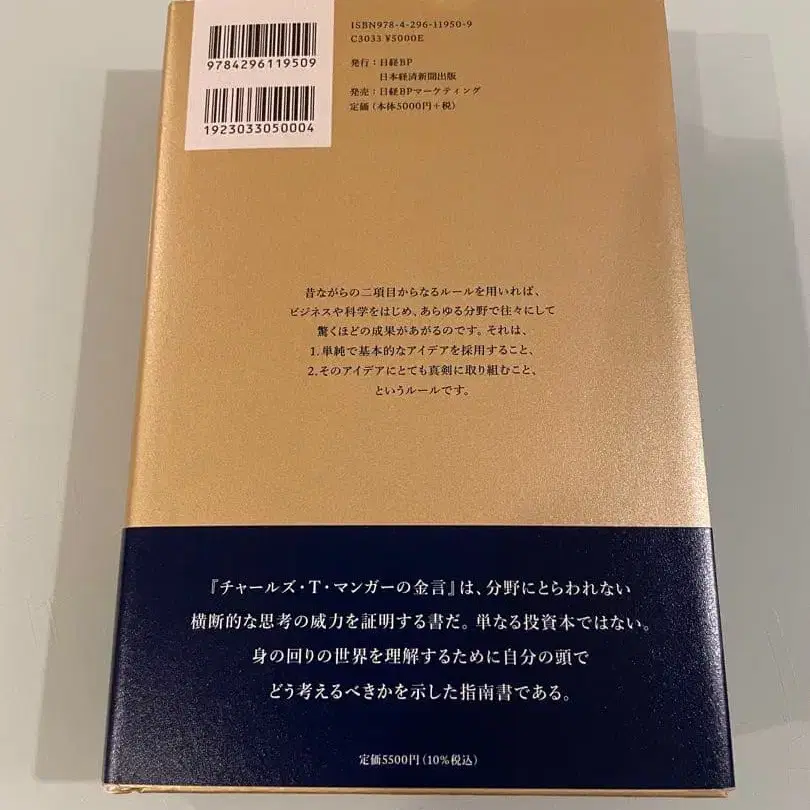 ISBN978-4-296-11950-9
C3033 ¥5000E
9784296119509
発行：日経BP
日本経済新聞出版
発売：日経BPマーケティング
定価（本体5000円＋税）
1923033050004
昔ながらの二項目からなるルールを用いれば、
ビジネスや科学をはじめ、あらゆる分野で往々にして
驚くほどの成果があがるのです。それは、
1.単純で基本的なアイデアを採用すること、
2.そのアイデアにとても真剣に取り組むこと、
というルールです。
『チャールズ・T・マンガーの金言』は、分野にとらわれない
横断的な思考の威力を証明する書だ。単なる投資本ではない。
身の回りの世界を理解するために自分の頭で
どう考えるべきかを示した指南書である。
定価5500円（10%税込）